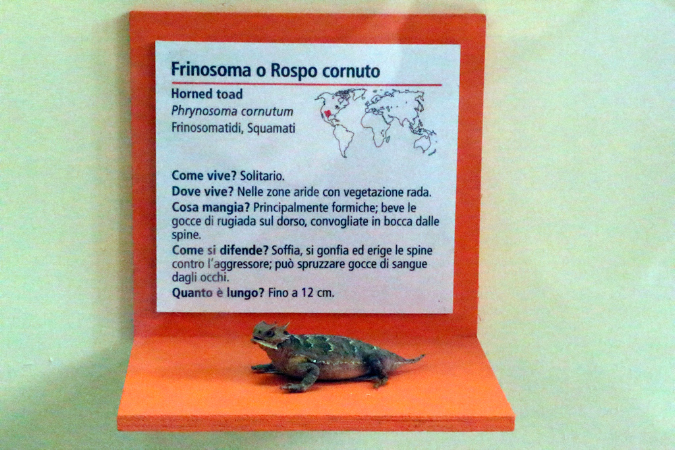 Frinosoma o Rospo cornuto
Horned toad
Phrynosoma cornutum
Frinosomatidi, Squamati
Come vive? Solitario.
Dove vive? Nelle zone aride con vegetazione rada.
Cosa mangia? Principalmente formiche; beve le
gocce di rugiada sul dorso, convogliate in bocca dalle
spine.
Come si difende? Soffia, si gonfia ed erige le spine
contro l'aggressore; può spruzzare gocce di sangue
dagli occhi.
Quanto è lungo? Fino a 12 cm.